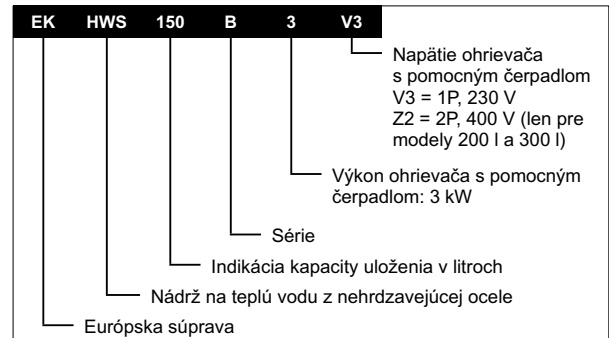 EK HWS 150 B 3 V3
Napätie ohrievača
s pomocným čerpadlom
V3 = 1P, 230 V
Z2 = 2P, 400 V (len pre
modely 200 l a 300 l)
Výkon ohrievača s pomocným
čerpadlom: 3 kW
Série
Indikácia kapacity uloženia v litroch
Nádrž na teplú vodu z nehrdzavejúcej ocele
Európska súprava